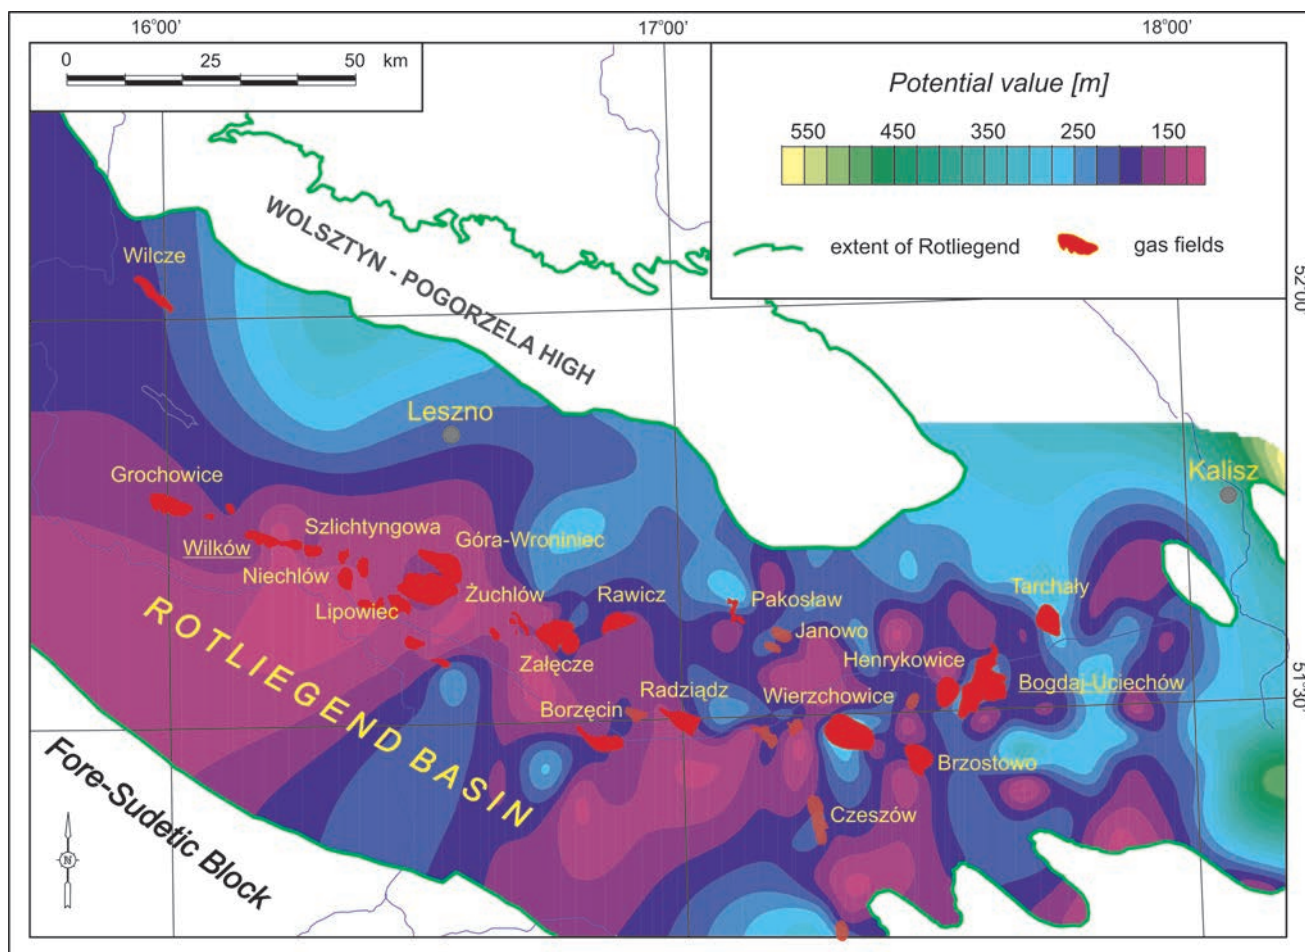 16°00'
17°00'
18°00'
0 25 50 km
Potential value [m]
550 450 350 250 150
extent of Rotliegend
gas fields
WOLSZTYN - POGORZELA HIGH
52°00'
Wilcze
Leszno
Kalisz
Grochowice
Szlichtyngowa
Góra-Wroniniec
Wilków
Niechlów
Lipowiec
Żuchlów
Rawicz
Pakosław
Tarchały
Janowo
Załęcze
Henrykowice
Radziądz
Wierzchowice
Bogdaj-Uciechów
51°30'
Borzęcin
Brzostowo
Czeszów
ROTLIEGEND BASIN
Fore-Sudetic Block
N